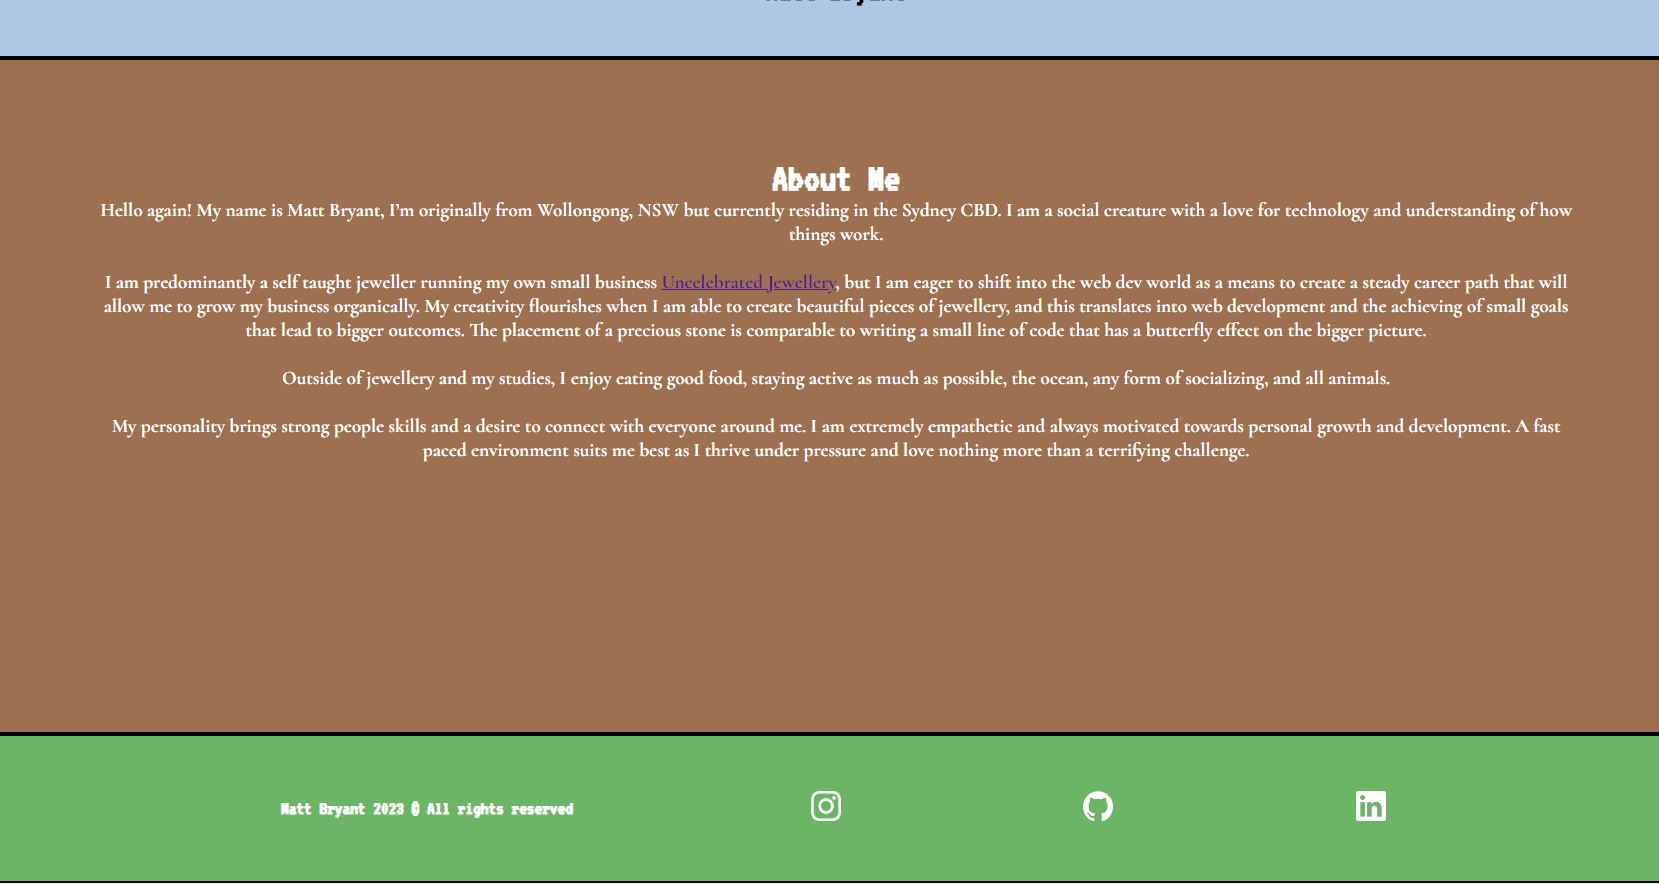 About Me
Hello again! My name is Matt Bryant, I'm originally from Wollongong, NSW but currently residing in the Sydney CBD. I am a social creature with a love for technology and understanding of how
things work.
I am predominantly a self taught jeweller running my own small business Uncelebrated Jewellery, but I am eager to shift into the web dev world as a means to create a steady career path that will
allow me to grow my business organically. My creativity flourishes when I am able to create beautiful pieces of jewellery, and this translates into web development and the achieving of small goals
that lead to bigger outcomes. The placement of a precious stone is comparable to writing a small line of code that has a butterfly effect on the bigger picture.
Outside of jewellery and my studies, I enjoy eating good food, staying active as much as possible, the ocean, any form of socializing, and all animals.
My personality brings strong people skills and a desire to connect with everyone around me. I am extremely empathetic and always motivated towards personal growth and development. A fast
paced environment suits me best as I thrive under pressure and love nothing more than a terrifying challenge.
Matt Bryant 2023 © All rights reserved
in